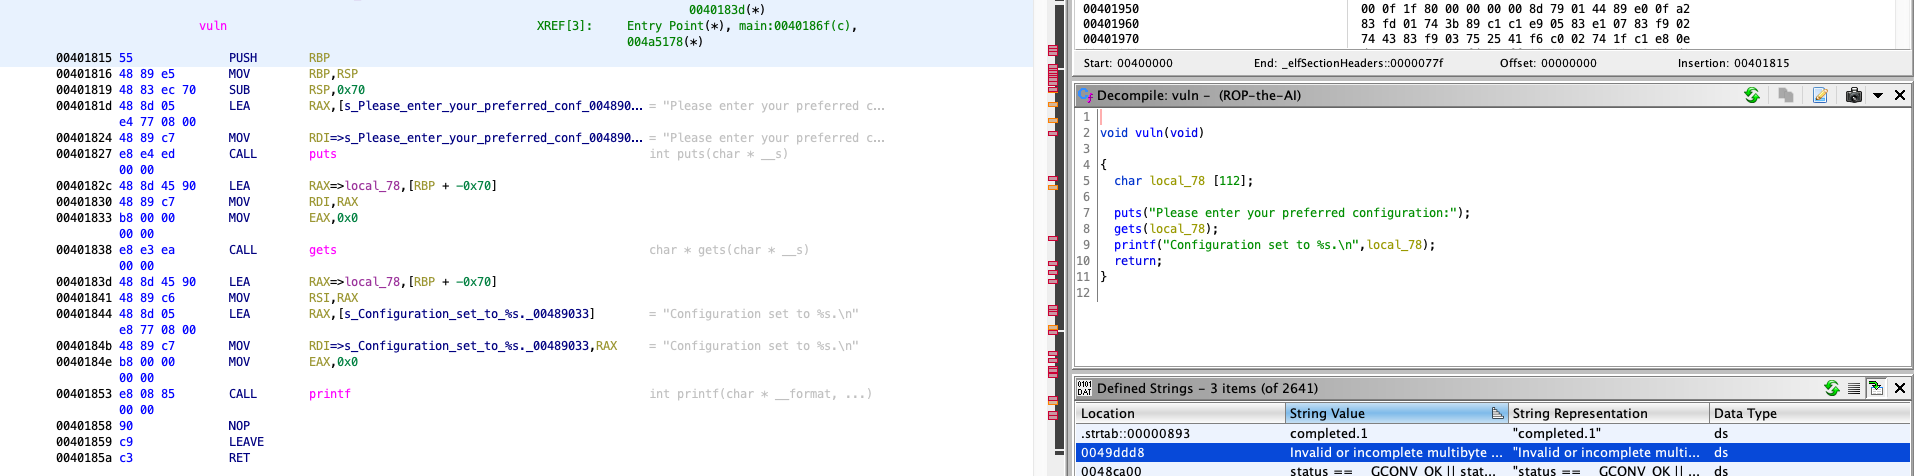 0040183d(*)
vuln XREF[3]: Entry Point(*), main:0040186f(c),
004a5178(*)
00401815 55 PUSH RBP
00401816 48 89 e5 MOV RBP,RSP
00401819 48 83 ec 70 SUB RSP,0x70
0040181d 48 8d 05 LEA RAX,[s_Please_enter_your_preferred_conf_004890... = "Please enter your preferred c...
e4 77 08 00
00401824 48 89 c7 MOV RDI=>s_Please_enter_your_preferred_conf_004890... = "Please enter your preferred c...
00401827 e8 e4 ed CALL puts int puts(char * __s)
00 00
0040182c 48 8d 45 90 LEA RAX=>local_78,[RBP + -0x70]
00401830 48 89 c7 MOV RDI,RAX
00401833 b8 00 00 MOV EAX,0x0
00 00
00401838 e8 e3 ea CALL gets char * gets(char * __s)
00 00
0040183d 48 8d 45 90 LEA RAX=>local_78,[RBP + -0x70]
00401841 48 89 c6 MOV RSI,RAX
00401844 48 8d 05 LEA RAX,[s_Configuration_set_to_%s._00489033] = "Configuration set to %s.\n"
e8 77 08 00
0040184b 48 89 c7 MOV RDI=>s_Configuration_set_to_%s._00489033,RAX = "Configuration set to %s.\n"
0040184e b8 00 00 MOV EAX,0x0
00 00
00401853 e8 08 85 CALL printf int printf(char * __format, ...)
00 00
00401858 90 NOP
00401859 c9 LEAVE
0040185a c3 RET
00401950 00 0f 1f 80 00 00 00 00 8d 79 01 44 89 e0 0f a2
00401960 83 fd 01 74 3b 89 c1 c1 e9 05 83 e1 07 83 f9 02
00401970 74 43 83 f9 03 75 25 41 f6 c0 02 74 1f c1 e8 0e
Start: 00400000 End: _elfSectionHeaders::0000077f Offset: 00000000 Insertion: 00401815
Decompile: vuln – (ROP-the-AI)
1
2 void vuln(void)
3
4 {
5 char local_78 [112];
6
7 puts("Please enter your preferred configuration:");
8 gets(local_78);
9 printf("Configuration set to %s.\n",local_78);
10 return;
11 }
12
Defined Strings – 3 items (of 2641)
Location String Value String Representation Data Type
.strtab::00000893 completed.1 "completed.1" ds
0049ddd8 Invalid or incomplete multibyte ... "Invalid or incomplete multi... ds
0048ca00 status == __GCONV_OK || stat... "status == __GCONV_OK || s... ds